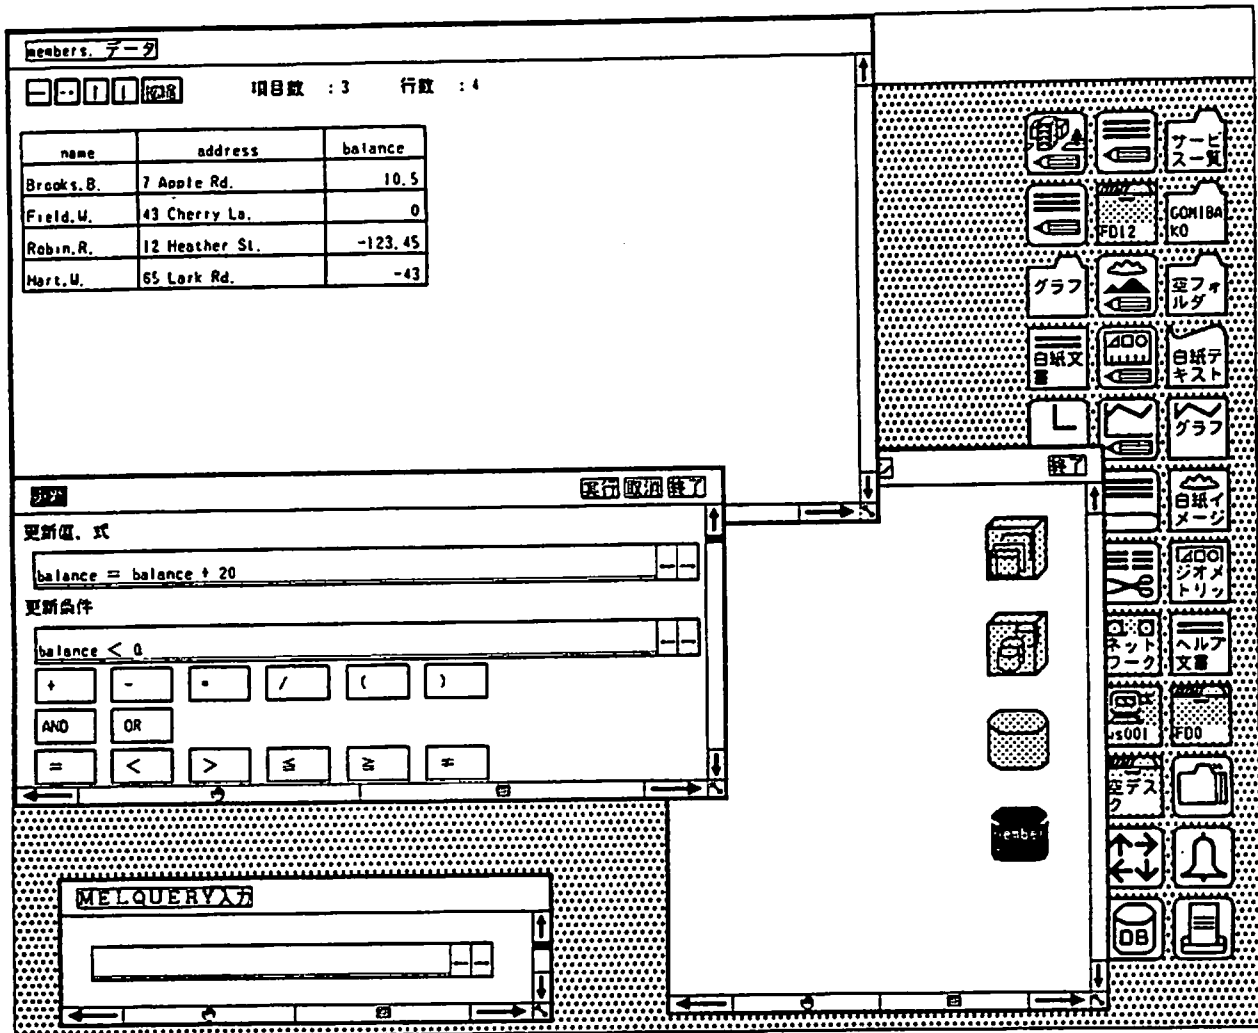 members. データ
項目数 : 3 行数 : 4
name address balance
Brooks.B. 7 Apple Rd. 10.5
Field.W. 43 Cherry La. 0
Robin.R. 12 Heather St. -123.45
Hart.W. 65 Lark Rd. -43
実行 取消 終了
更新値、式
balance = balance + 20
更新条件
balance < 0
+ - * / ( )
AND OR
= < > ≦ ≧ ≠
MELQUERY入力
終了
member
サービ
ス一覧
FD12
GOMIBA
KO
グラフ
空フォ
ルダ
白紙文
書
白紙テ
キスト
グラフ
白紙イ
メージ
ジオメ
トリッ
ネット
ワーク
ヘルプ
文書
ws001
FD0
空デス
ク
DB